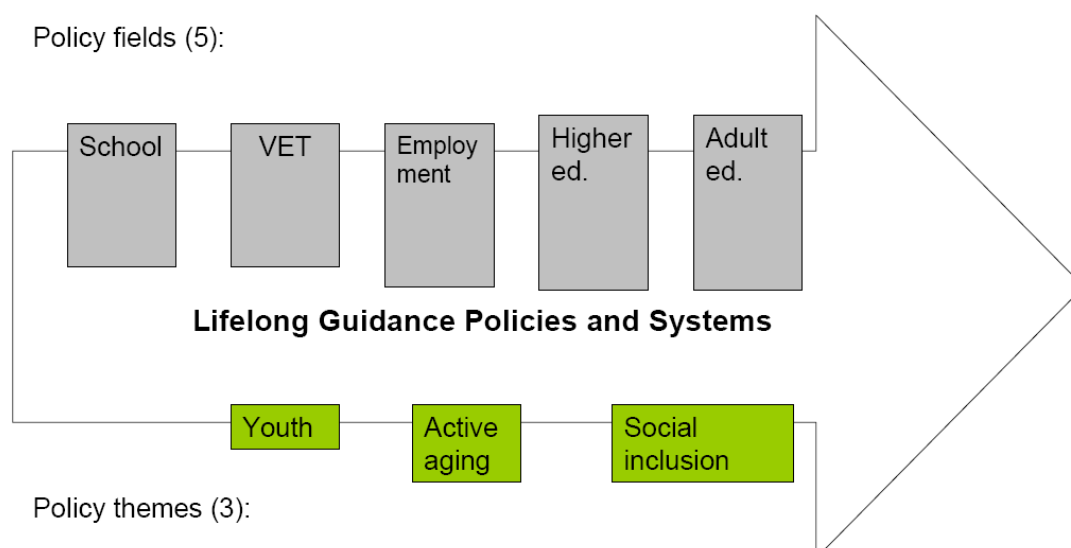 Policy fields (5):
School
VET
Employ
ment
Higher
ed.
Adult
ed.
Lifelong Guidance Policies and Systems
Youth
Active
aging
Social
inclusion
Policy themes (3):